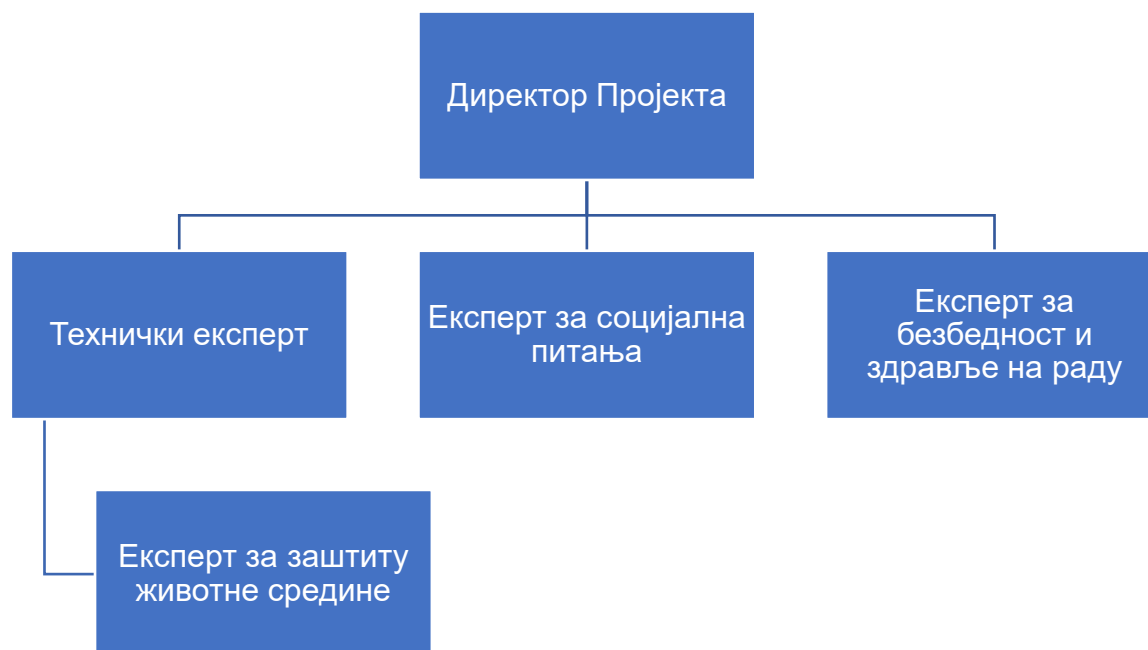 Директор Пројекта
Технички експерт
Експерт за социјална
питања
Експерт за
безбедност и
здравље на раду
Експерт за заштиту
животне средине